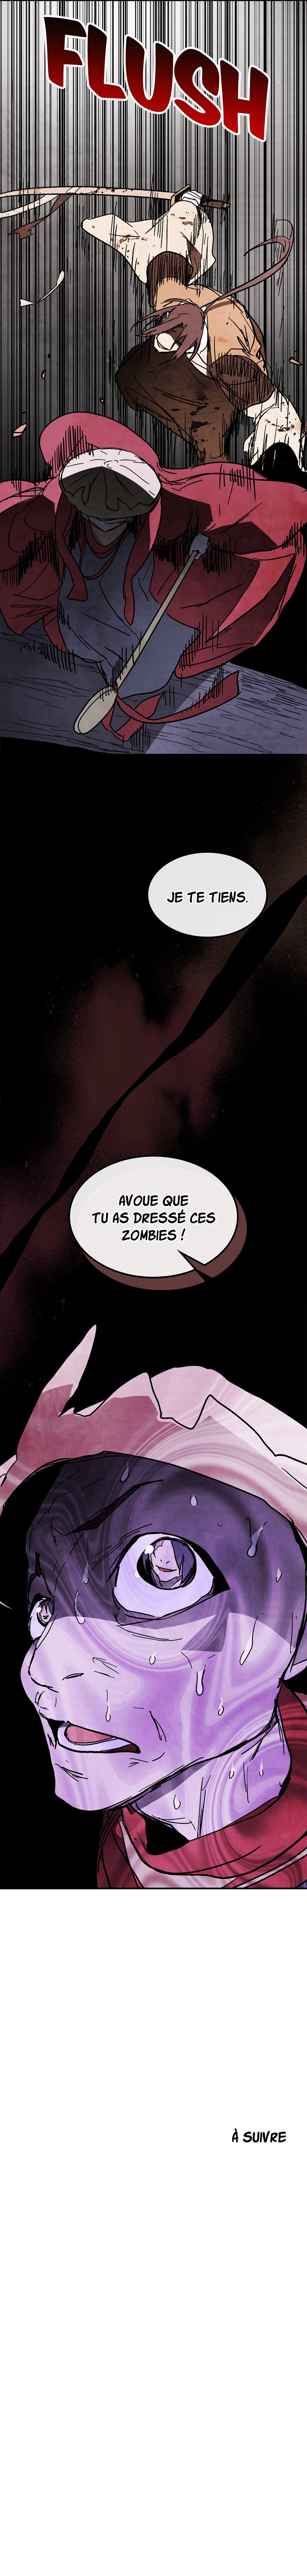 FLUSH
JE TE TIENS.
AVOUE QUE
TU AS DRESSÉ CES
ZOMBIES !
À SUIVRE